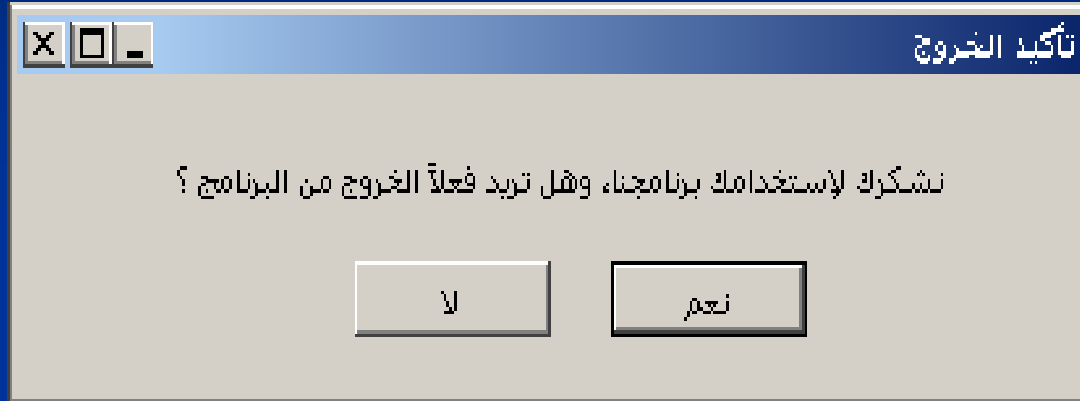 تأكيد الخروج
نشكرك لإستخدامك برنامجنا، وهل تريد فعلاً الخروج من البرنامج ؟
نعم
لا